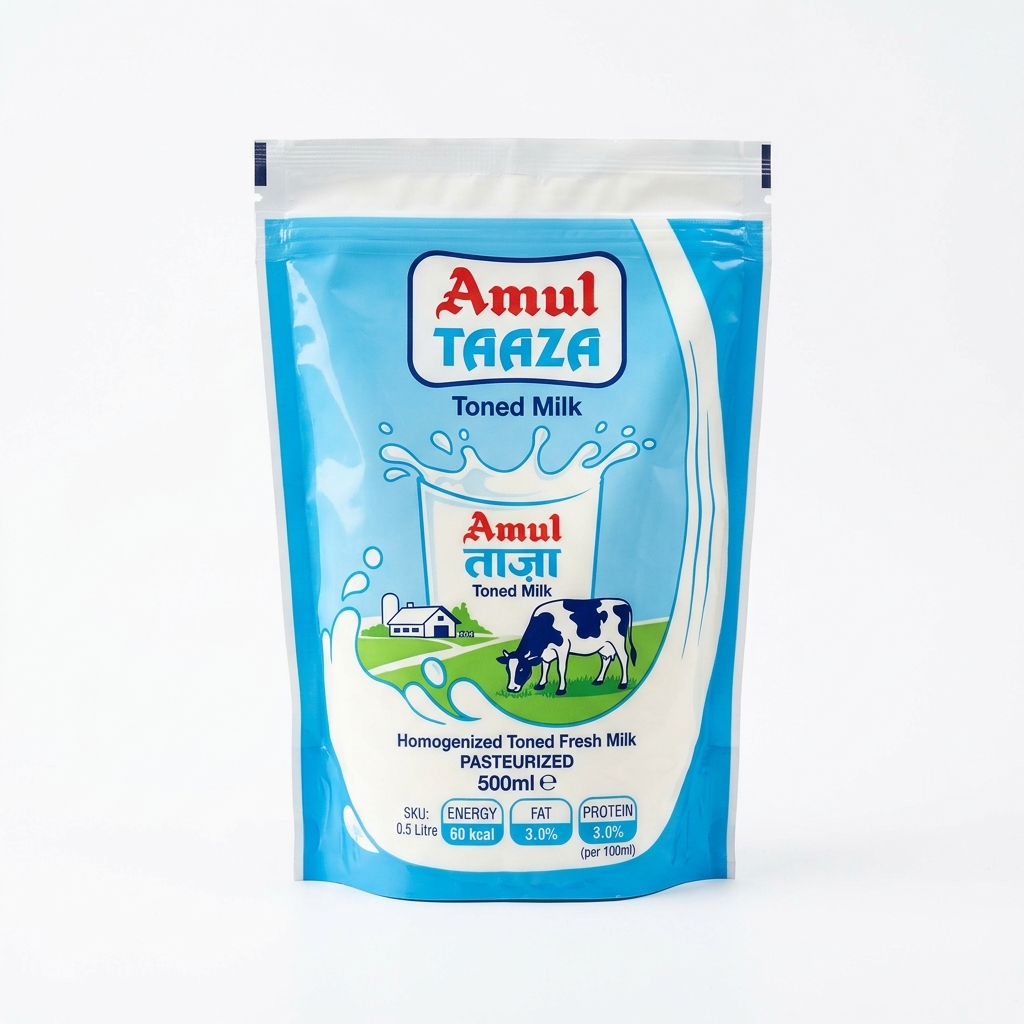 Amul
TAAZA
Toned Milk
Amul
ताज़ा
Toned Milk
Homogenized Toned Fresh Milk
PASTEURIZED
500ml ℮
SKU:
0.5 Litre
ENERGY
60 kcal
FAT
3.0%
PROTEIN
3.0%
(per 100ml)